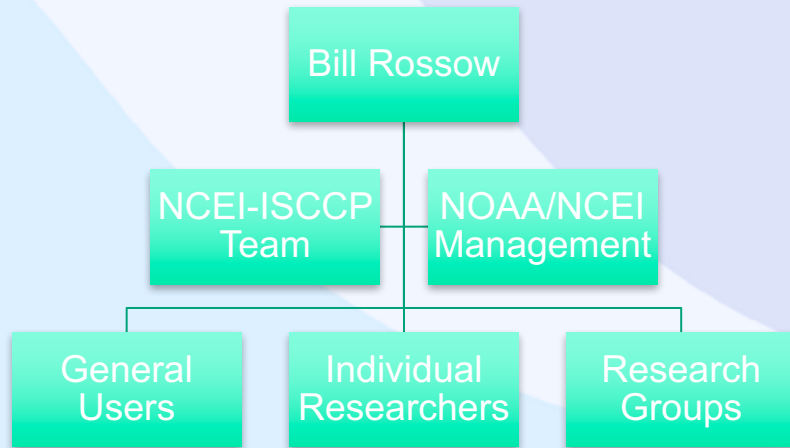 Bill Rossow
NCEI-ISCCP
Team
NOAA/NCEI
Management
General
Users
Individual
Researchers
Research
Groups